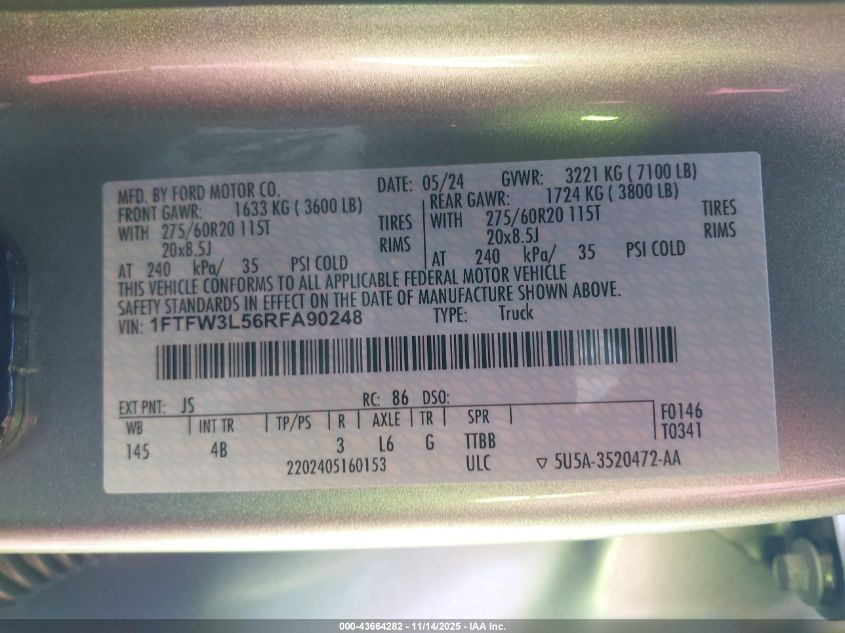 MFD. BY FORD MOTOR CO. DATE: 05/24 GVWR: 3221 KG ( 7100 LB)
FRONT GAWR: 1633 KG ( 3600 LB) REAR GAWR: 1724 KG ( 3800 LB)
WITH 275/60R20 115T TIRES WITH 275/60R20 115T TIRES
20x8.5J RIMS 20x8.5J RIMS
AT 240 kPa/ 35 PSI COLD AT 240 kPa/ 35 PSI COLD
THIS VEHICLE CONFORMS TO ALL APPLICABLE FEDERAL MOTOR VEHICLE
SAFETY STANDARDS IN EFFECT ON THE DATE OF MANUFACTURE SHOWN ABOVE.
VIN: 1FTFW3L56RFA90248 TYPE: Truck
EXT PNT: JS RC: 86 DSO:
WB INT TR TP/PS R AXLE TR SPR F0146
145 4B 3 L6 G TTBB T0341
2202405160153 ULC ▽ 5U5A-3520472-AA
000-43664282 - 11/14/2025 - IAA Inc.